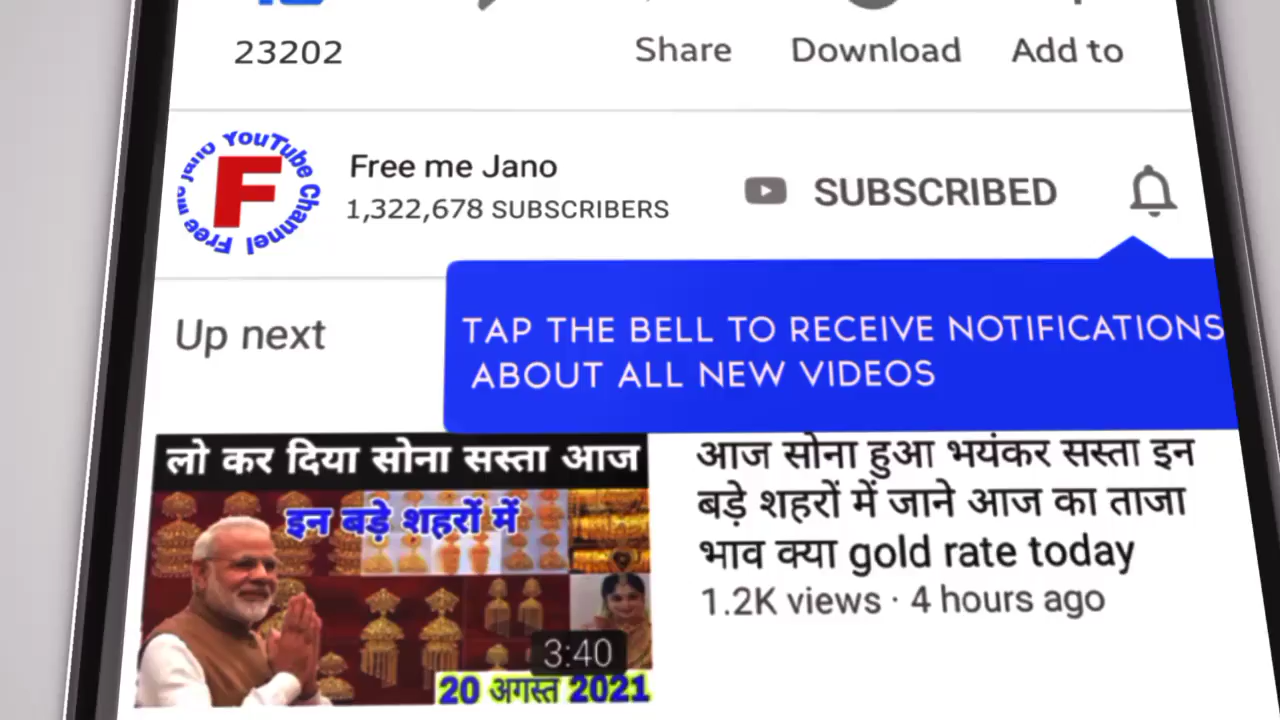 23202
Share Download Add to
Free me Jano YouTube Channel
F
Free me Jano
1,322,678 SUBSCRIBERS
SUBSCRIBED
TAP THE BELL TO RECEIVE NOTIFICATIONS
ABOUT ALL NEW VIDEOS
Up next
लो कर दिया सोना सस्ता आज
इन बड़े शहरों में
3:40
20 अगस्त 2021
आज सोना हुआ भयंकर सस्ता इन
बड़े शहरों में जाने आज का ताजा
भाव क्या gold rate today
1.2K views · 4 hours ago